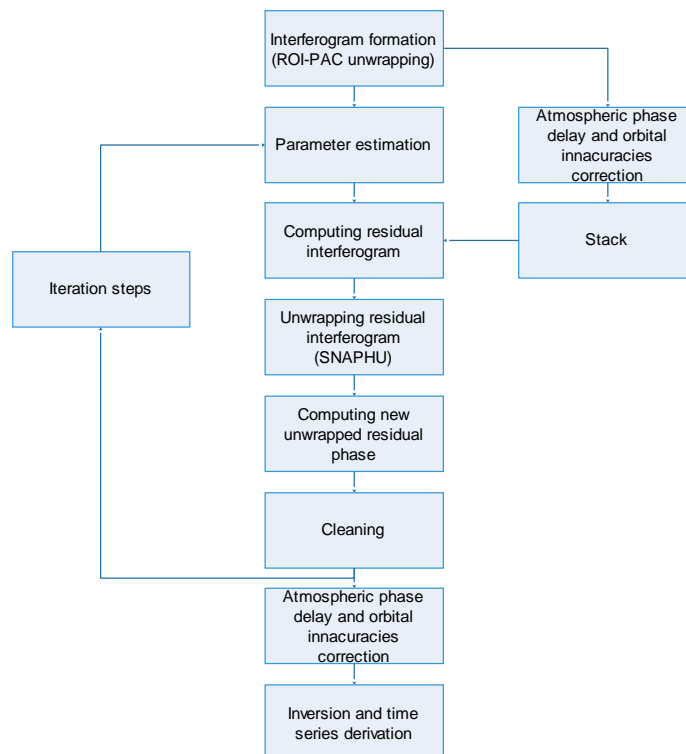 Interferogram formation
(ROI-PAC unwrapping)
Parameter estimation
Atmospheric phase
delay and orbital
innacuracies
correction
Computing residual
interferogram
Stack
Iteration steps
Unwrapping residual
interferogram
(SNAPHU)
Computing new
unwrapped residual
phase
Cleaning
Atmospheric phase
delay and orbital
innacuracies
correction
Inversion and time
series derivation